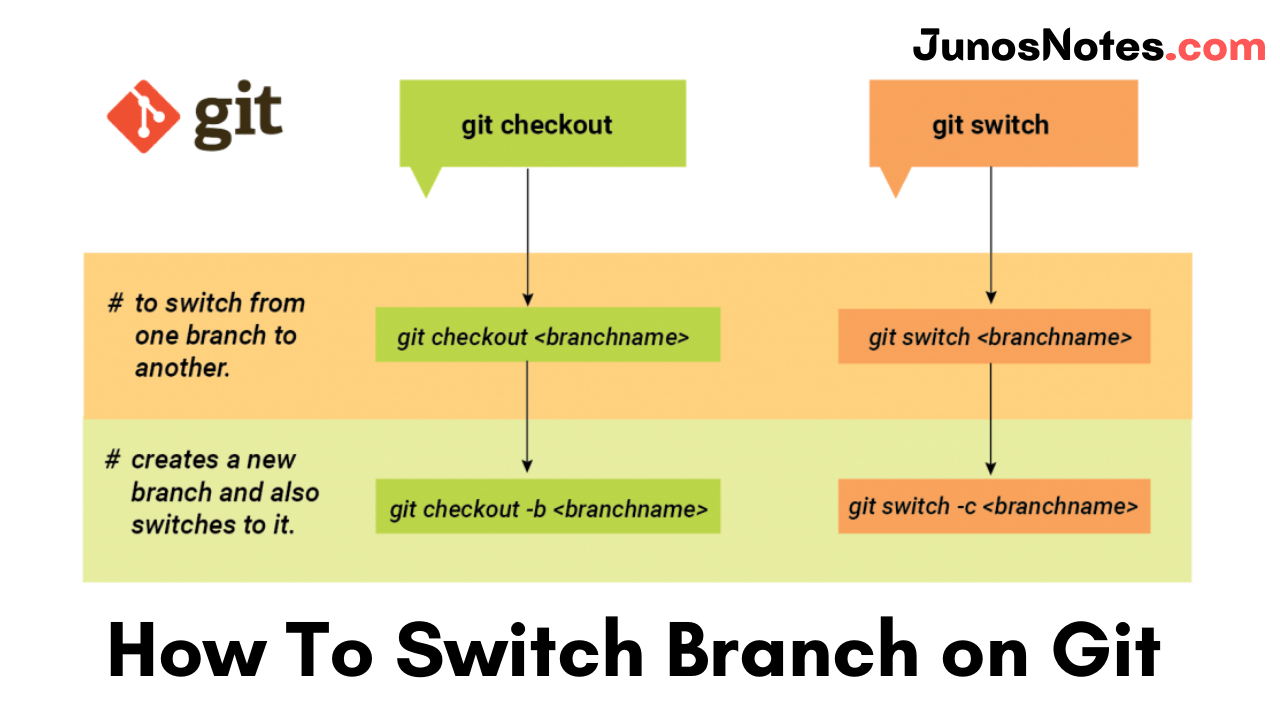 JunosNotes.com
git
git checkout
git switch
# to switch from
one branch to
another.
git checkout <branchname>
git switch <branchname>
# creates a new
branch and also
switches to it.
git checkout -b <branchname>
git switch -c <branchname>
How To Switch Branch on Git